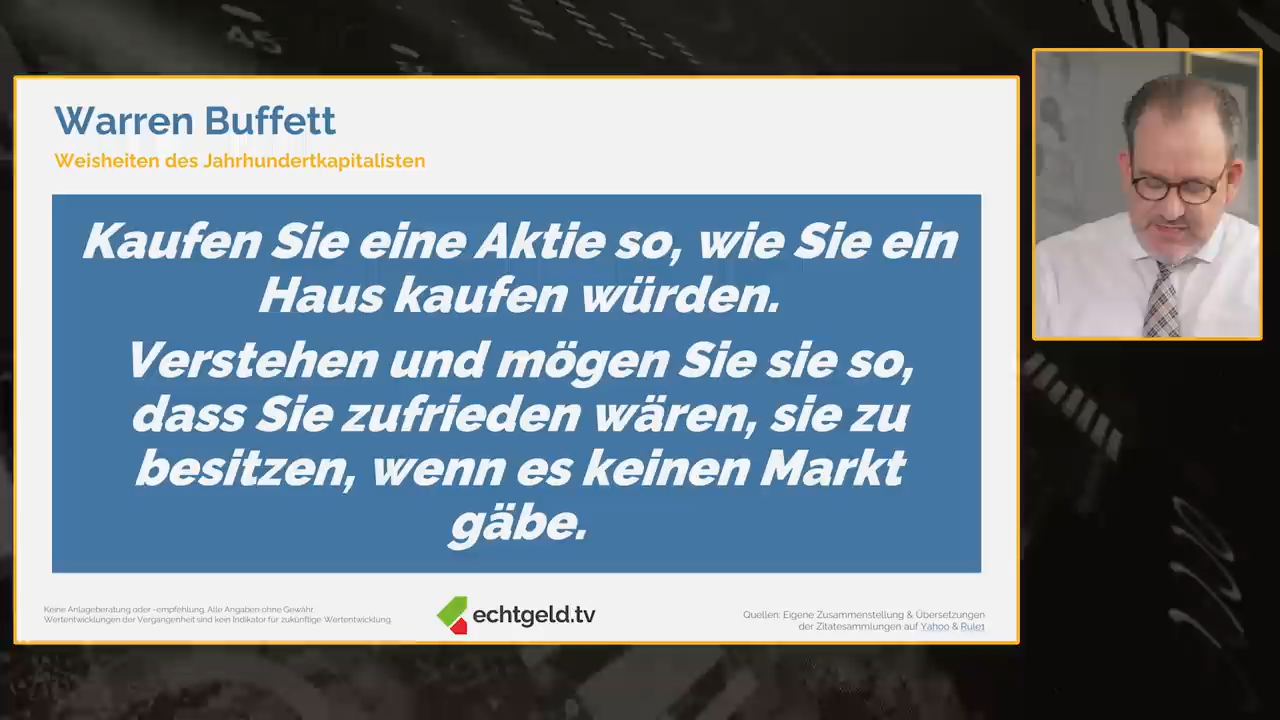 45
Warren Buffett
Weisheiten des Jahrhundertkapitalisten
Kaufen Sie eine Aktie so, wie Sie ein
Haus kaufen würden.
Verstehen und mögen Sie sie so,
dass Sie zufrieden wären, sie zu
besitzen, wenn es keinen Markt
gäbe.
Keine Anlageberatung oder -empfehlung. Alle Angaben ohne Gewähr.
Wertentwicklungen der Vergangenheit sind kein Indikator für zukünftige Wertentwicklung.
echtgeld.tv
Quellen: Eigene Zusammenstellung & Übersetzungen
der Zitatesammlungen auf Yahoo & Rule1